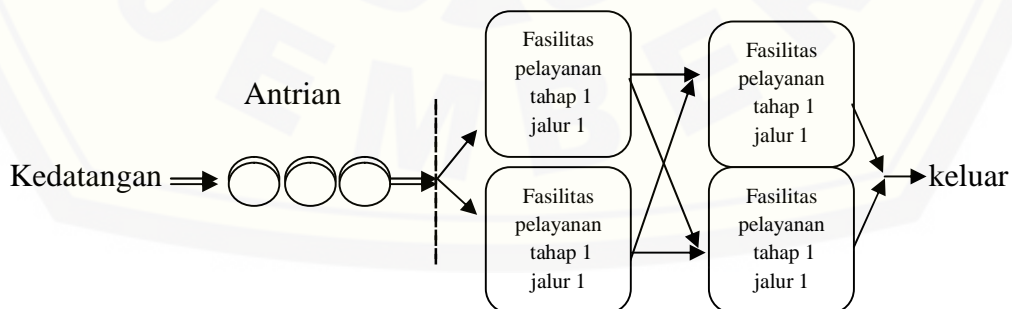 Antrian
Kedatangan
Fasilitas
pelayanan
tahap 1
jalur 1
Fasilitas
pelayanan
tahap 1
jalur 1
Fasilitas
pelayanan
tahap 1
jalur 1
Fasilitas
pelayanan
tahap 1
jalur 1
keluar